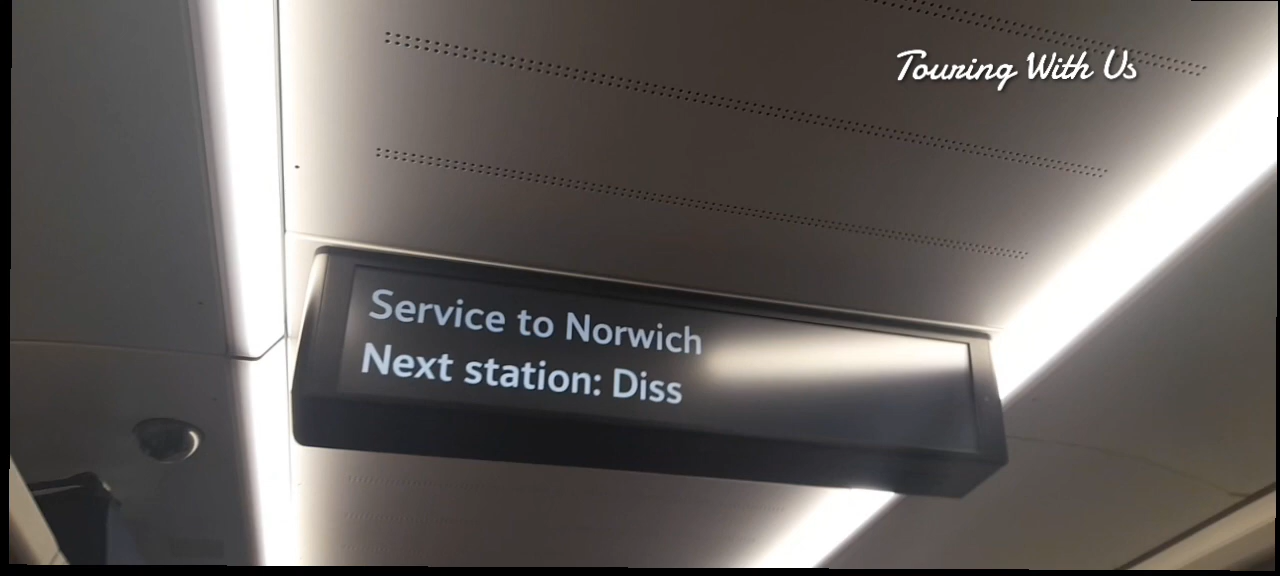 Touring With Us
Service to Norwich
Next station: Diss